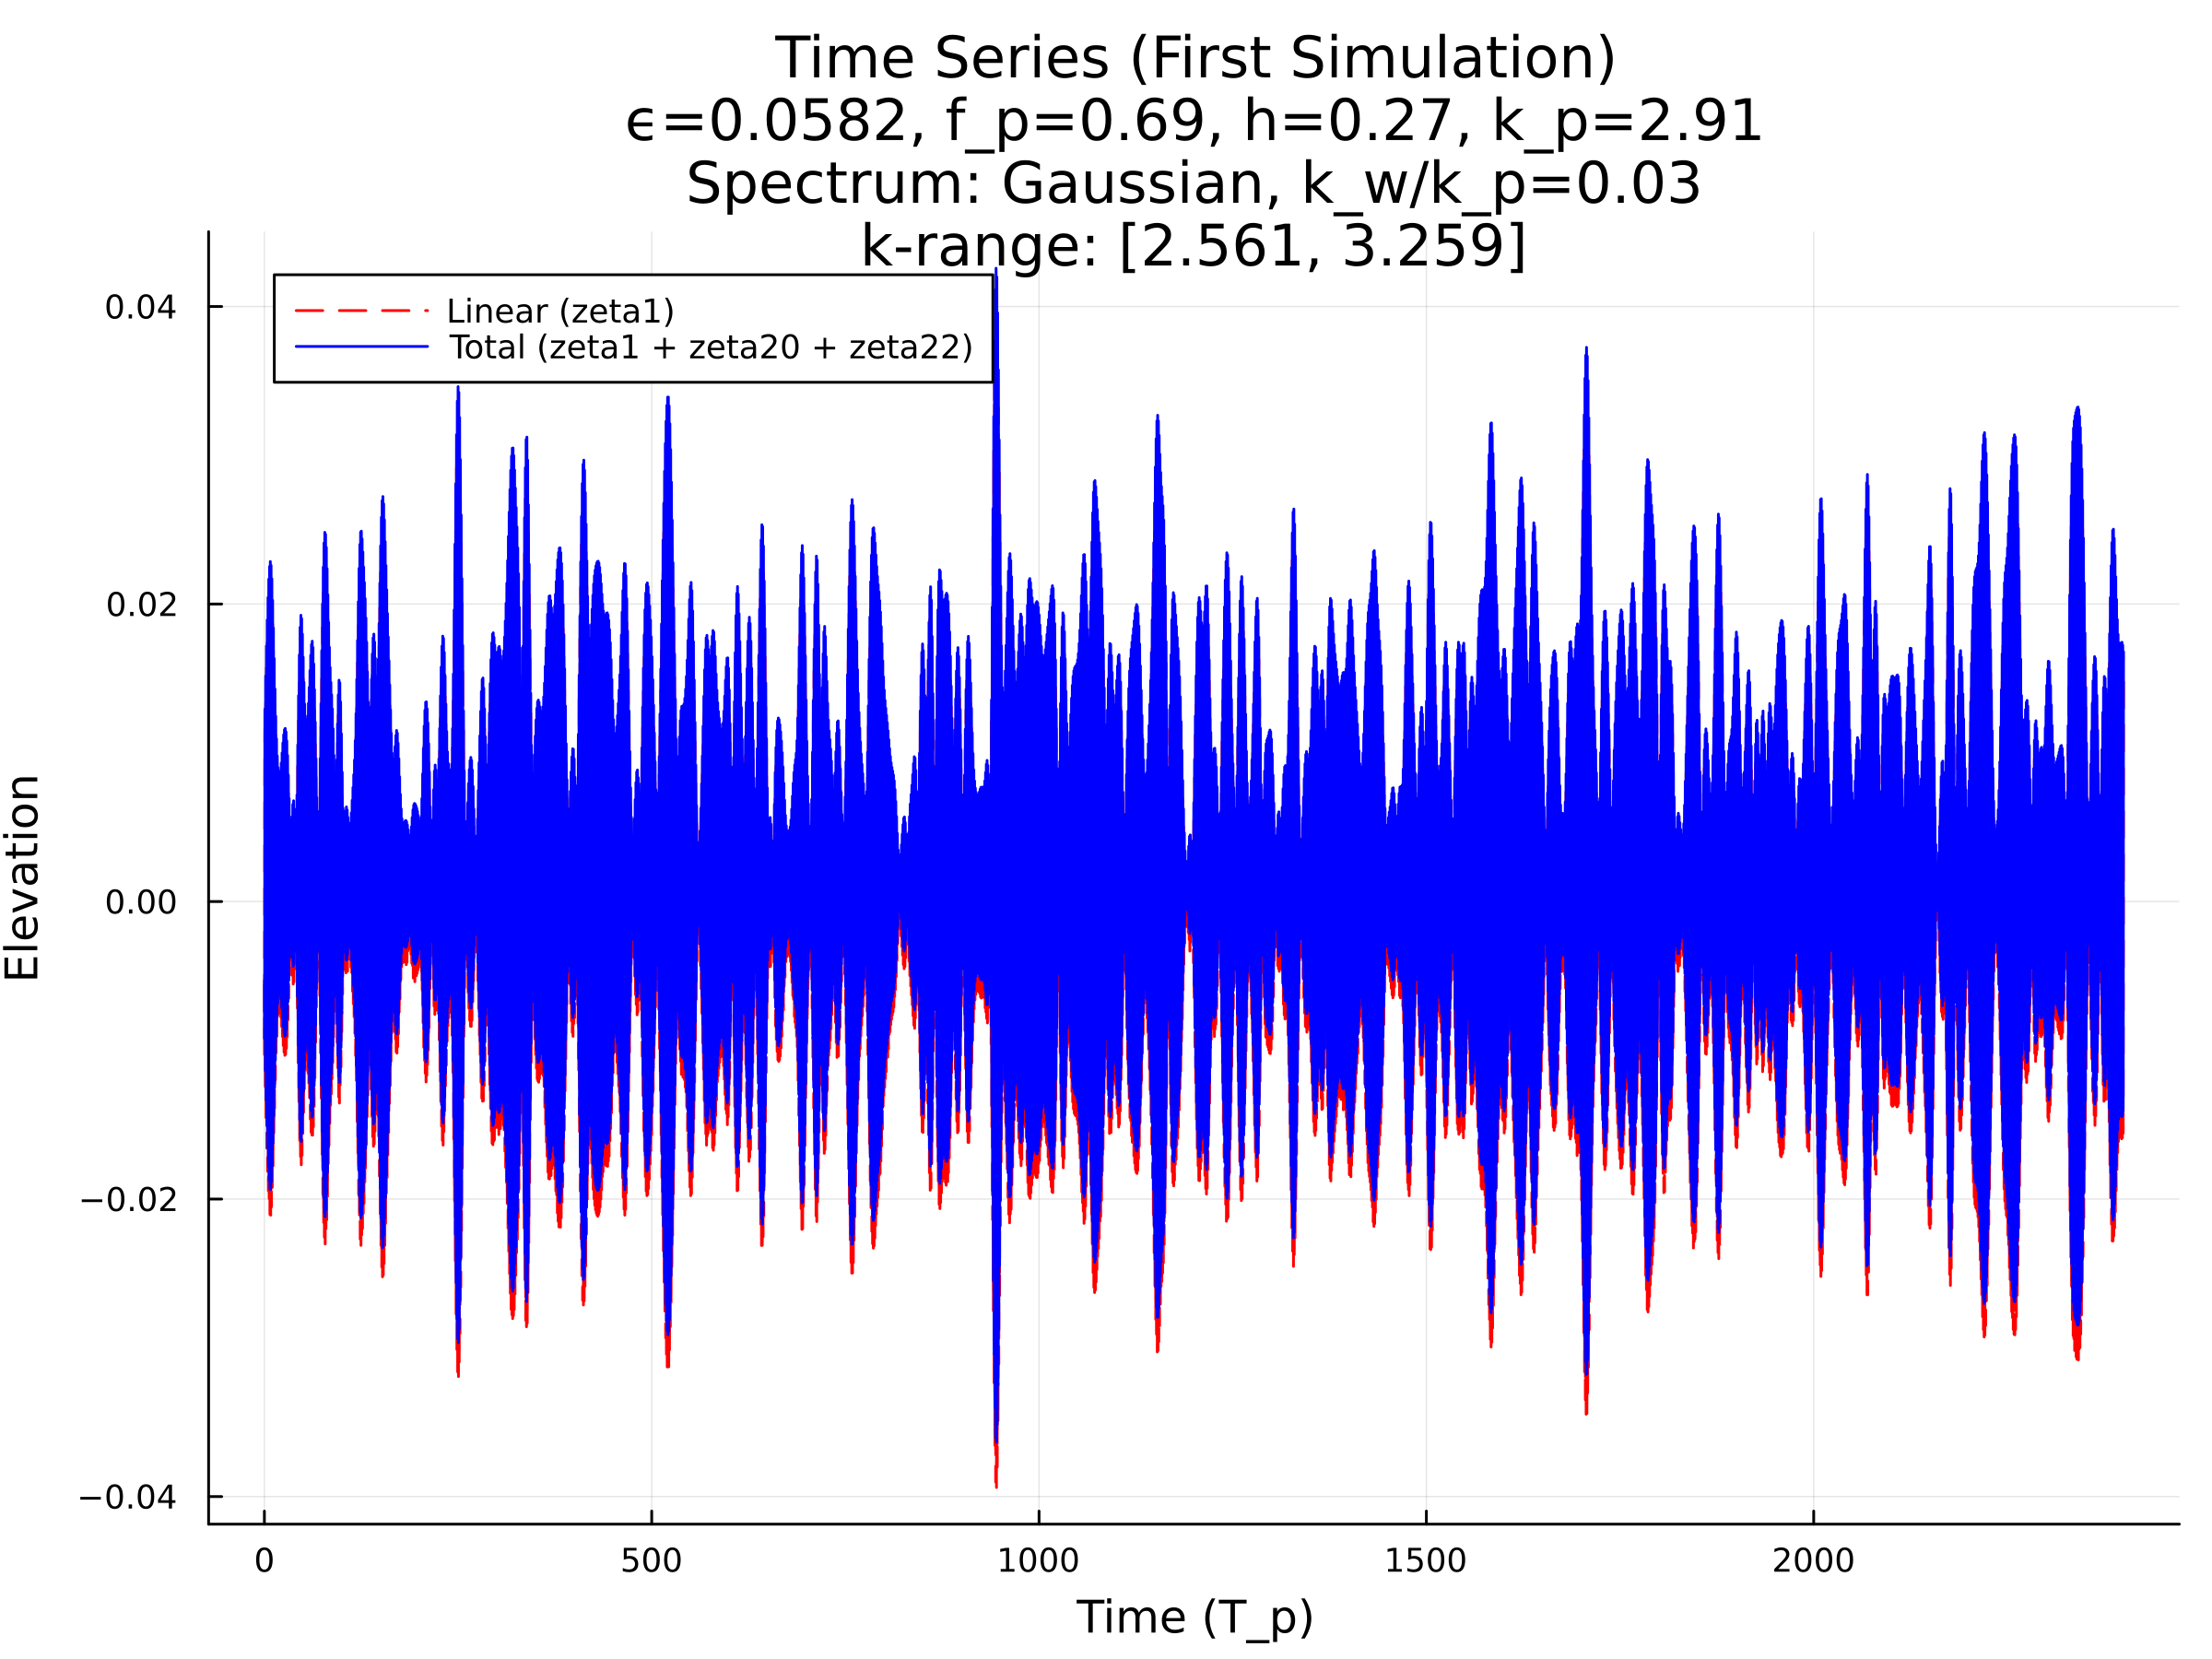 Time Series (First Simulation)
ϵ=0.0582, f_p=0.69, h=0.27, k_p=2.91
Spectrum: Gaussian, k_w/k_p=0.03
k-range: [2.561, 3.259]
Linear (zeta1)
Total (zeta1 + zeta20 + zeta22)
Elevation
0.04
0.02
0.00
−0.02
−0.04
0 500 1000 1500 2000
Time (T_p)